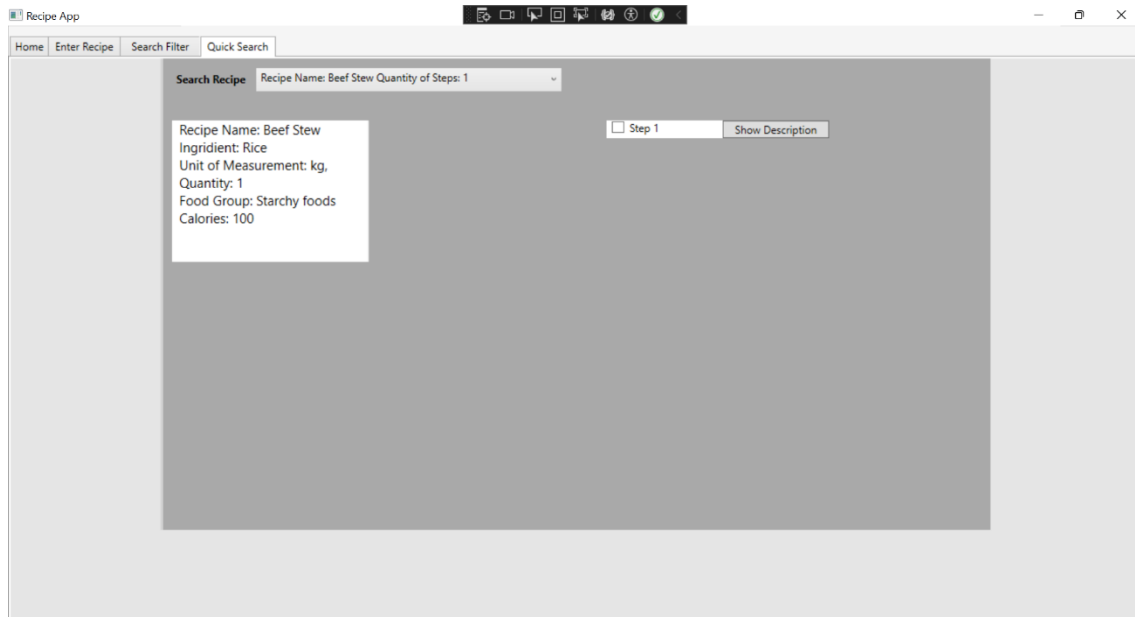 Recipe App
Home Enter Recipe Search Filter Quick Search
Search Recipe Recipe Name: Beef Stew Quantity of Steps: 1
Recipe Name: Beef Stew
Ingridient: Rice
Unit of Measurement: kg,
Quantity: 1
Food Group: Starchy foods
Calories: 100
Step 1 Show Description